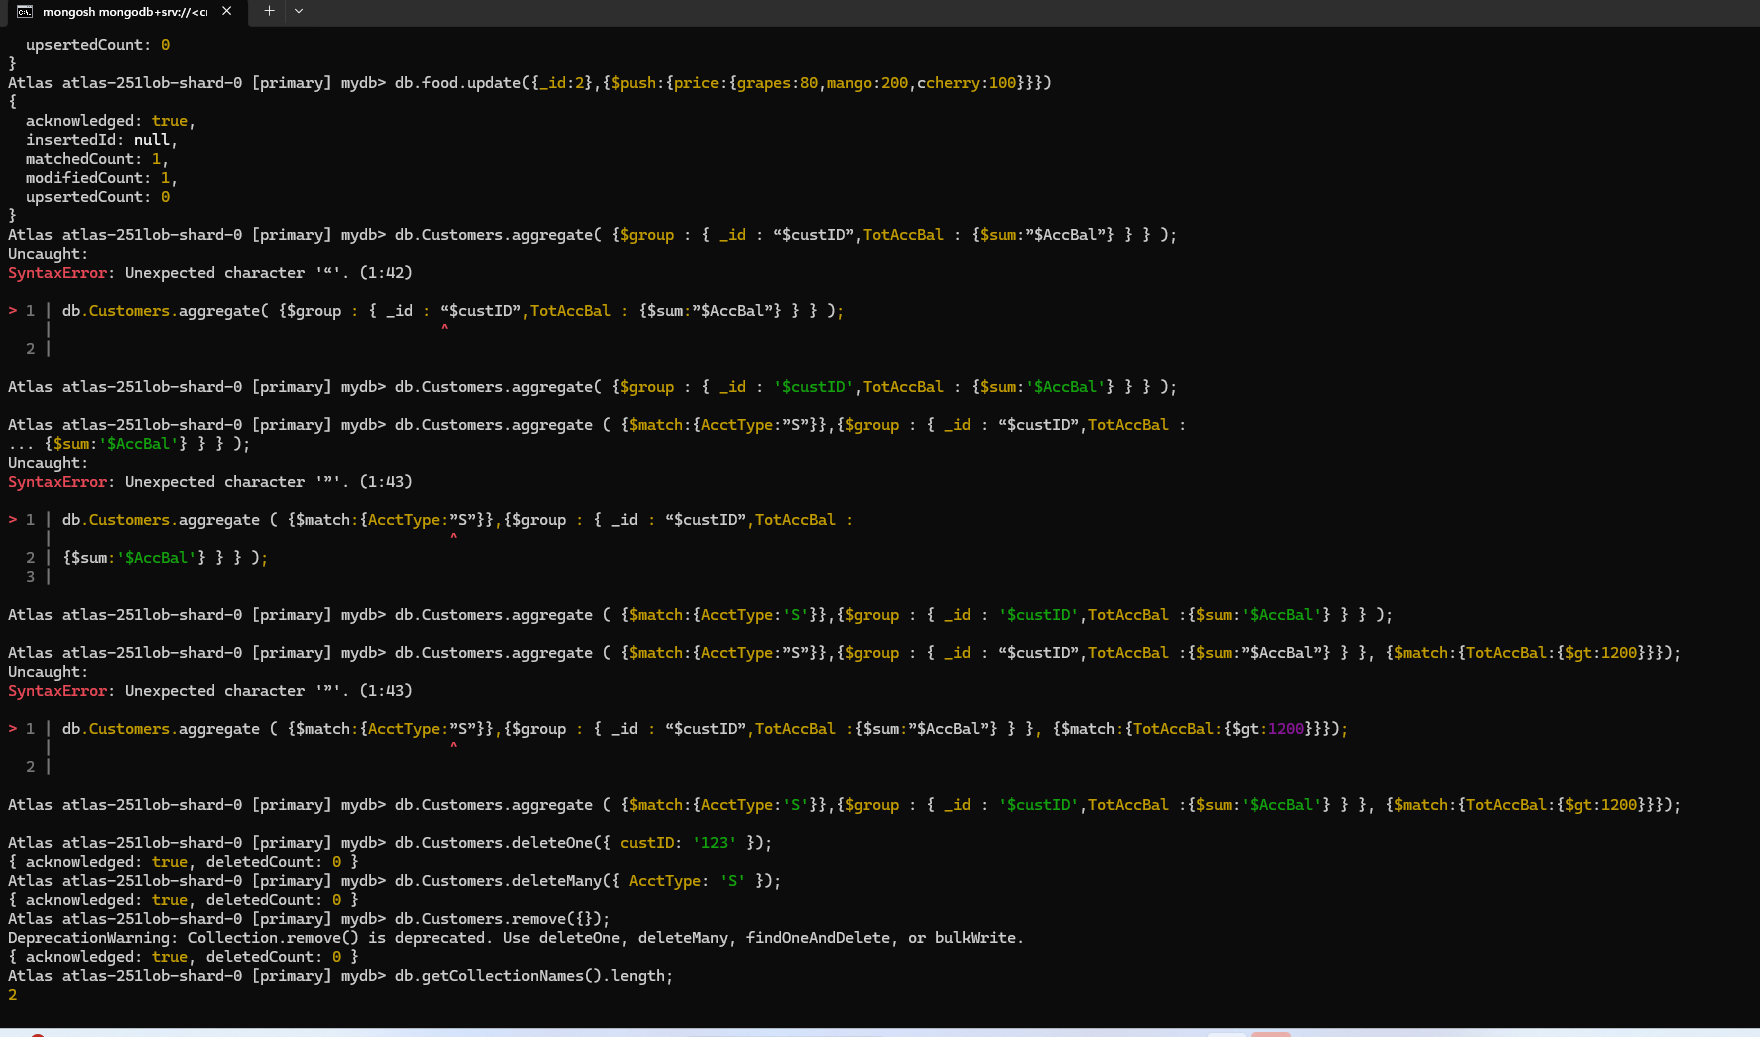 mongosh mongodb+srv://<cr
  upsertedCount: 0
}
Atlas atlas-251lob-shard-0 [primary] mydb> db.food.update({_id:2},{$push:{price:{grapes:80,mango:200,ccherry:100}}})
{
  acknowledged: true,
  insertedId: null,
  matchedCount: 1,
  modifiedCount: 1,
  upsertedCount: 0
}
Atlas atlas-251lob-shard-0 [primary] mydb> db.Customers.aggregate( {$group : { _id : “$custID”,TotAccBal : {$sum:”$AccBal”} } } );
Uncaught:
SyntaxError: Unexpected character '“'. (1:42)
> 1 | db.Customers.aggregate( {$group : { _id : “$custID”,TotAccBal : {$sum:”$AccBal”} } } );
    |                                           ^
  2 |
Atlas atlas-251lob-shard-0 [primary] mydb> db.Customers.aggregate( {$group : { _id : '$custID',TotAccBal : {$sum:'$AccBal'} } } );
Atlas atlas-251lob-shard-0 [primary] mydb> db.Customers.aggregate ( {$match:{AcctType:”S”}},{$group : { _id : “$custID”,TotAccBal :
... {$sum:'$AccBal'} } } );
Uncaught:
SyntaxError: Unexpected character '”'. (1:43)
> 1 | db.Customers.aggregate ( {$match:{AcctType:”S”}},{$group : { _id : “$custID”,TotAccBal :
    |                                            ^
  2 | {$sum:'$AccBal'} } } );
  3 |
Atlas atlas-251lob-shard-0 [primary] mydb> db.Customers.aggregate ( {$match:{AcctType:'S'}},{$group : { _id : '$custID',TotAccBal :{$sum:'$AccBal'} } } );
Atlas atlas-251lob-shard-0 [primary] mydb> db.Customers.aggregate ( {$match:{AcctType:”S”}},{$group : { _id : “$custID”,TotAccBal :{$sum:”$AccBal”} } }, {$match:{TotAccBal:{$gt:1200}}});
Uncaught:
SyntaxError: Unexpected character '”'. (1:43)
> 1 | db.Customers.aggregate ( {$match:{AcctType:”S”}},{$group : { _id : “$custID”,TotAccBal :{$sum:”$AccBal”} } }, {$match:{TotAccBal:{$gt:1200}}});
    |                                            ^
  2 |
Atlas atlas-251lob-shard-0 [primary] mydb> db.Customers.aggregate ( {$match:{AcctType:'S'}},{$group : { _id : '$custID',TotAccBal :{$sum:'$AccBal'} } }, {$match:{TotAccBal:{$gt:1200}}});
Atlas atlas-251lob-shard-0 [primary] mydb> db.Customers.deleteOne({ custID: '123' });
{ acknowledged: true, deletedCount: 0 }
Atlas atlas-251lob-shard-0 [primary] mydb> db.Customers.deleteMany({ AcctType: 'S' });
{ acknowledged: true, deletedCount: 0 }
Atlas atlas-251lob-shard-0 [primary] mydb> db.Customers.remove({});
DeprecationWarning: Collection.remove() is deprecated. Use deleteOne, deleteMany, findOneAndDelete, or bulkWrite.
{ acknowledged: true, deletedCount: 0 }
Atlas atlas-251lob-shard-0 [primary] mydb> db.getCollectionNames().length;
2